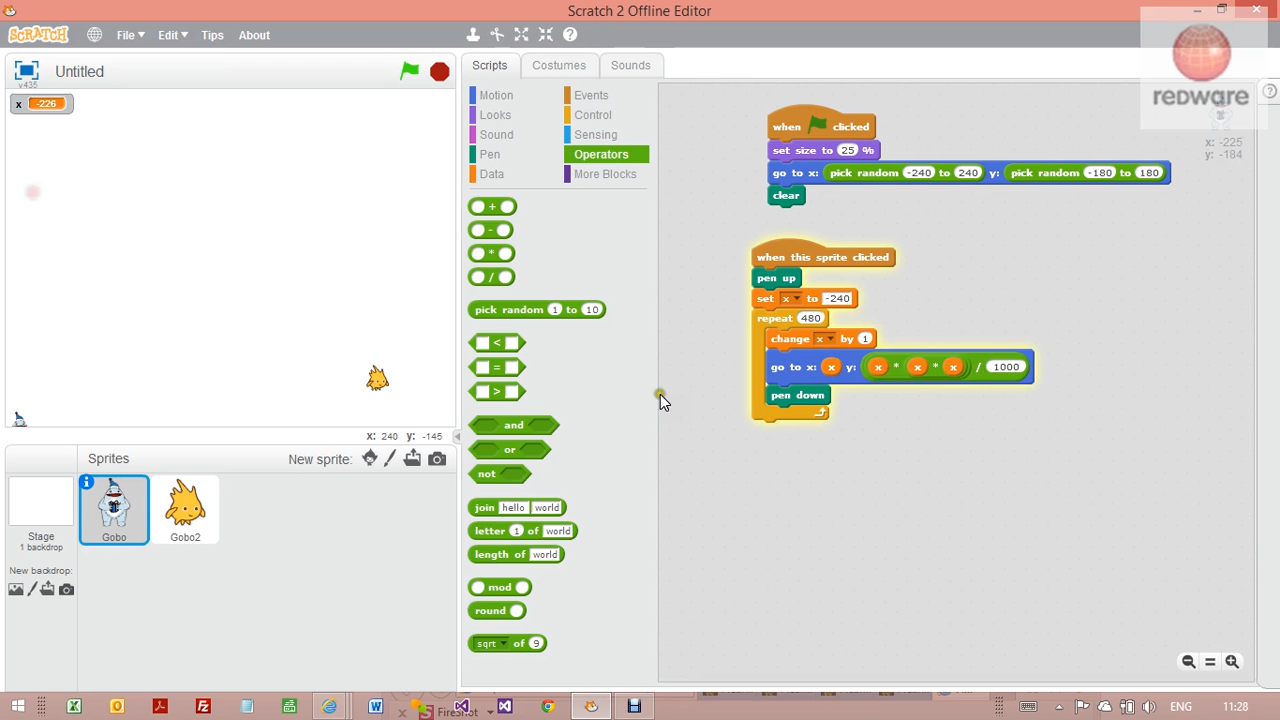 Scratch 2 Offline Editor
SCRATCH File Edit Tips About
Scripts Costumes Sounds
v435 Untitled
x -226
Motion Events
Looks Control
Sound Sensing
Pen Operators
Data More Blocks
+
-
*
/
pick random 1 to 10
<
=
>
and
or
not
join hello world
letter 1 of world
length of world
mod
round
sqrt of 9
when clicked
set size to 25 %
go to x: pick random -240 to 240 y: pick random -180 to 180
clear
when this sprite clicked
pen up
set x to -240
repeat 480
change x by 1
go to x: x y: x * x * x / 1000
pen down
redware
x: -225
y: -184
x: 240 y: -145
Sprites New sprite:
Stage
1 backdrop
Gobo
Gobo2
New backdrop:
FireShot
ENG 11:28